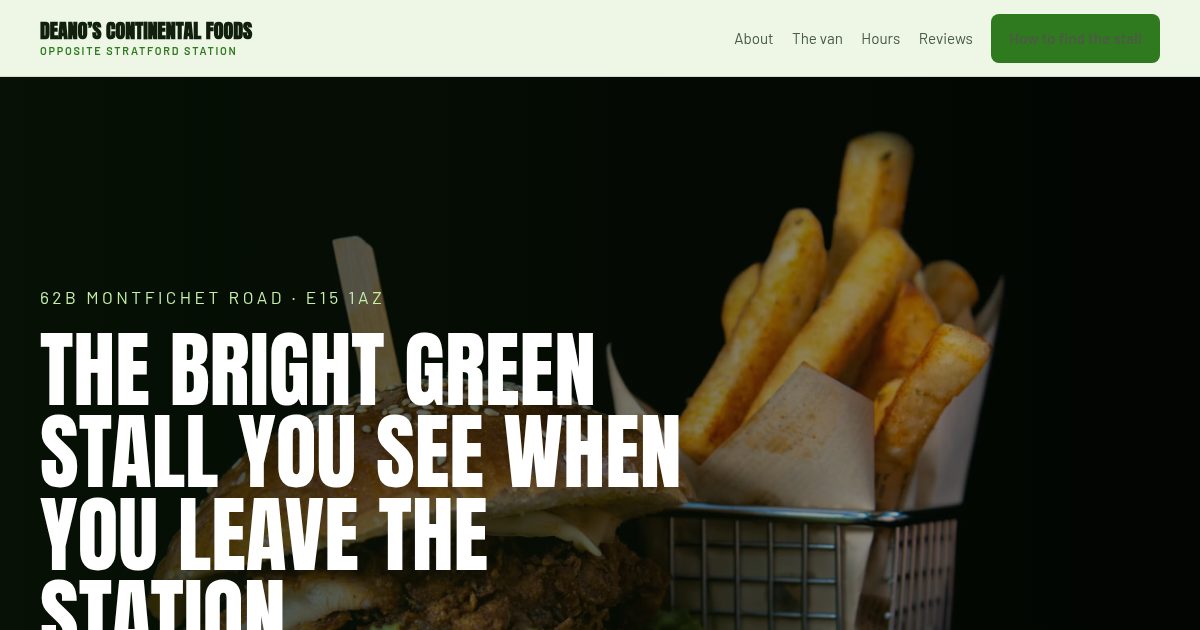 DEANO'S CONTINENTAL FOODS
OPPOSITE STRATFORD STATION
About
The van
Hours
Reviews
How to find the stall
62B MONTFICHET ROAD · E15 1AZ
THE BRIGHT GREEN
STALL YOU SEE WHEN
YOU LEAVE THE
STATION